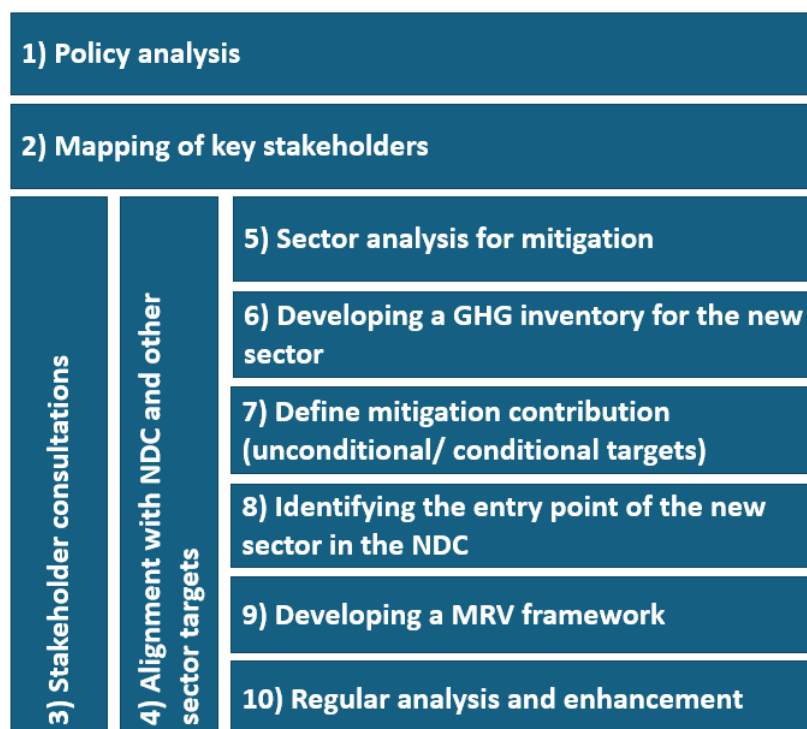 1) Policy analysis
2) Mapping of key stakeholders
3) Stakeholder consultations
4) Alignment with NDC and other
sector targets
5) Sector analysis for mitigation
6) Developing a GHG inventory for the new
sector
7) Define mitigation contribution
(unconditional/ conditional targets)
8) Identifying the entry point of the new
sector in the NDC
9) Developing a MRV framework
10) Regular analysis and enhancement